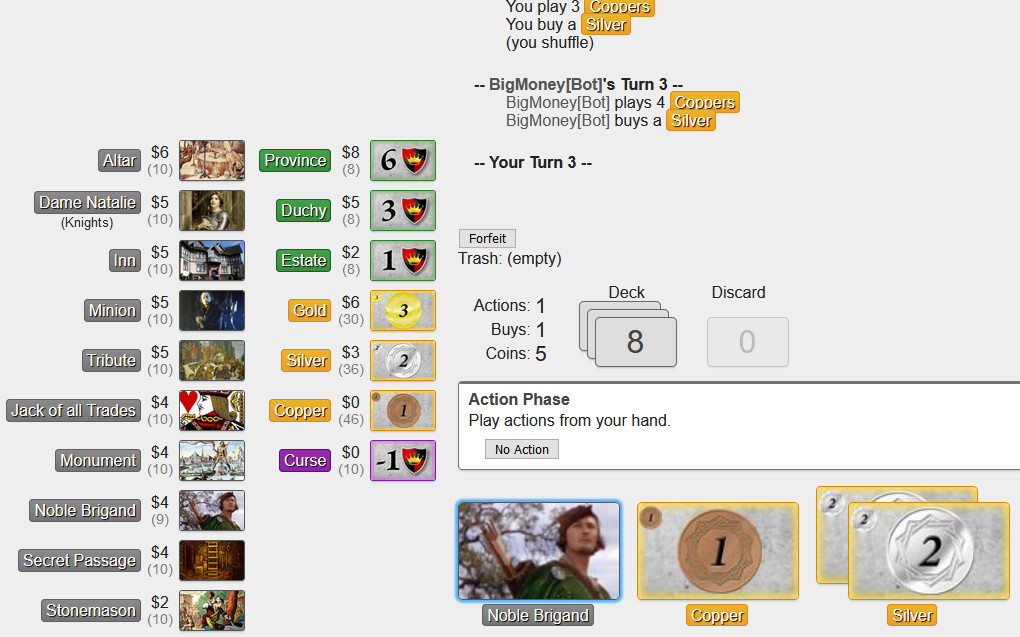 You play 3 Coppers
You buy a Silver
(you shuffle)
-- BigMoney[Bot]'s Turn 3 --
BigMoney[Bot] plays 4 Coppers
BigMoney[Bot] buys a Silver
-- Your Turn 3 --
Altar $6 (10)
Province $8 (8) 6
Dame Natalie (Knights) $5 (10)
Duchy $5 (8) 3
Inn $5 (10)
Estate $2 (8) 1
Minion $5 (10)
Gold $6 (30) 3
Tribute $5 (10)
Silver $3 (36) 2
Jack of all Trades $4 (10)
Copper $0 (46) 1
Monument $4 (10)
Curse $0 (10) -1
Noble Brigand $4 (9)
Secret Passage $4 (10)
Stonemason $2 (10)
Forfeit
Trash: (empty)
Actions: 1
Buys: 1
Coins: 5
Deck
8
Discard
0
Action Phase
Play actions from your hand.
No Action
1 1
2
2 2
Noble Brigand
Copper
Silver